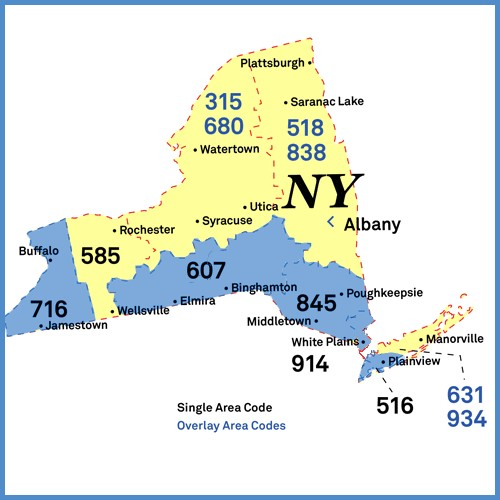 Plattsburgh
315
680
Saranac Lake
518
838
Watertown
NY
Utica
Syracuse
Albany
Rochester
Buffalo
585
607
Binghamton
Elmira
716
Wellsville
Jamestown
845
Poughkeepsie
Middletown
White Plains
914
Manorville
Plainview
516
631
934
Single Area Code
Overlay Area Codes